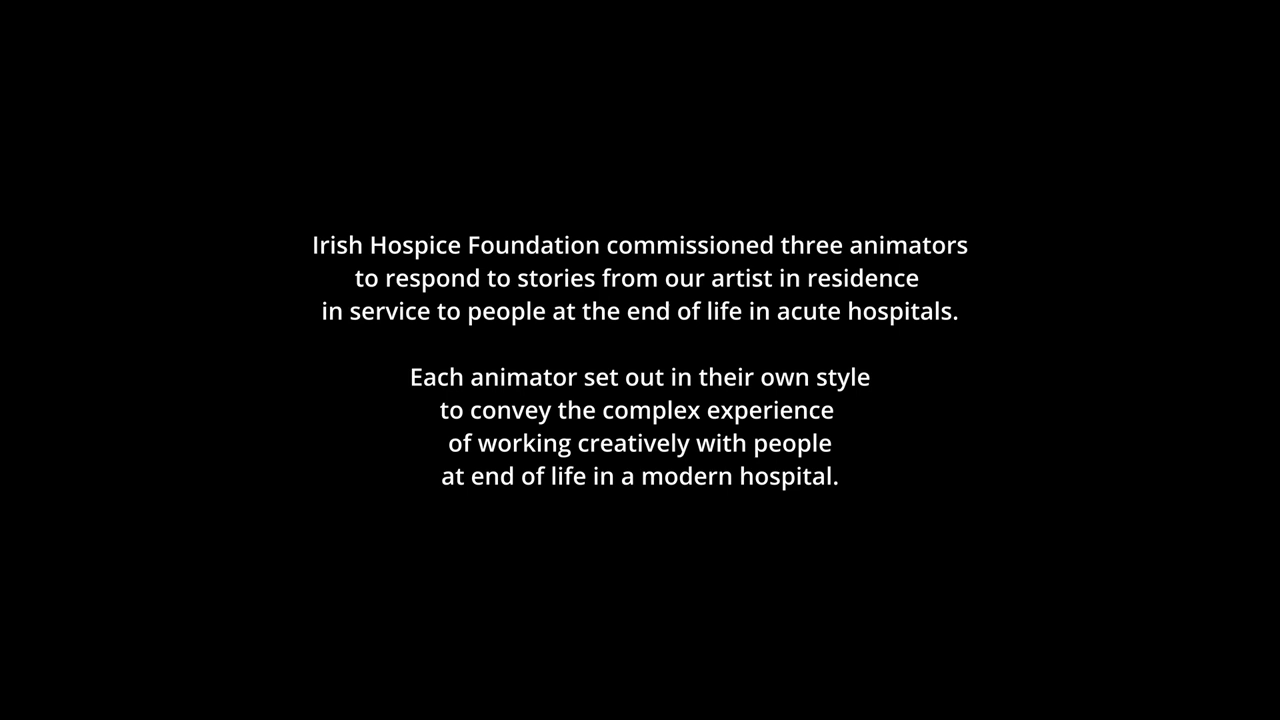 Irish Hospice Foundation commissioned three animators
to respond to stories from our artist in residence
in service to people at the end of life in acute hospitals.
Each animator set out in their own style
to convey the complex experience
of working creatively with people
at end of life in a modern hospital.